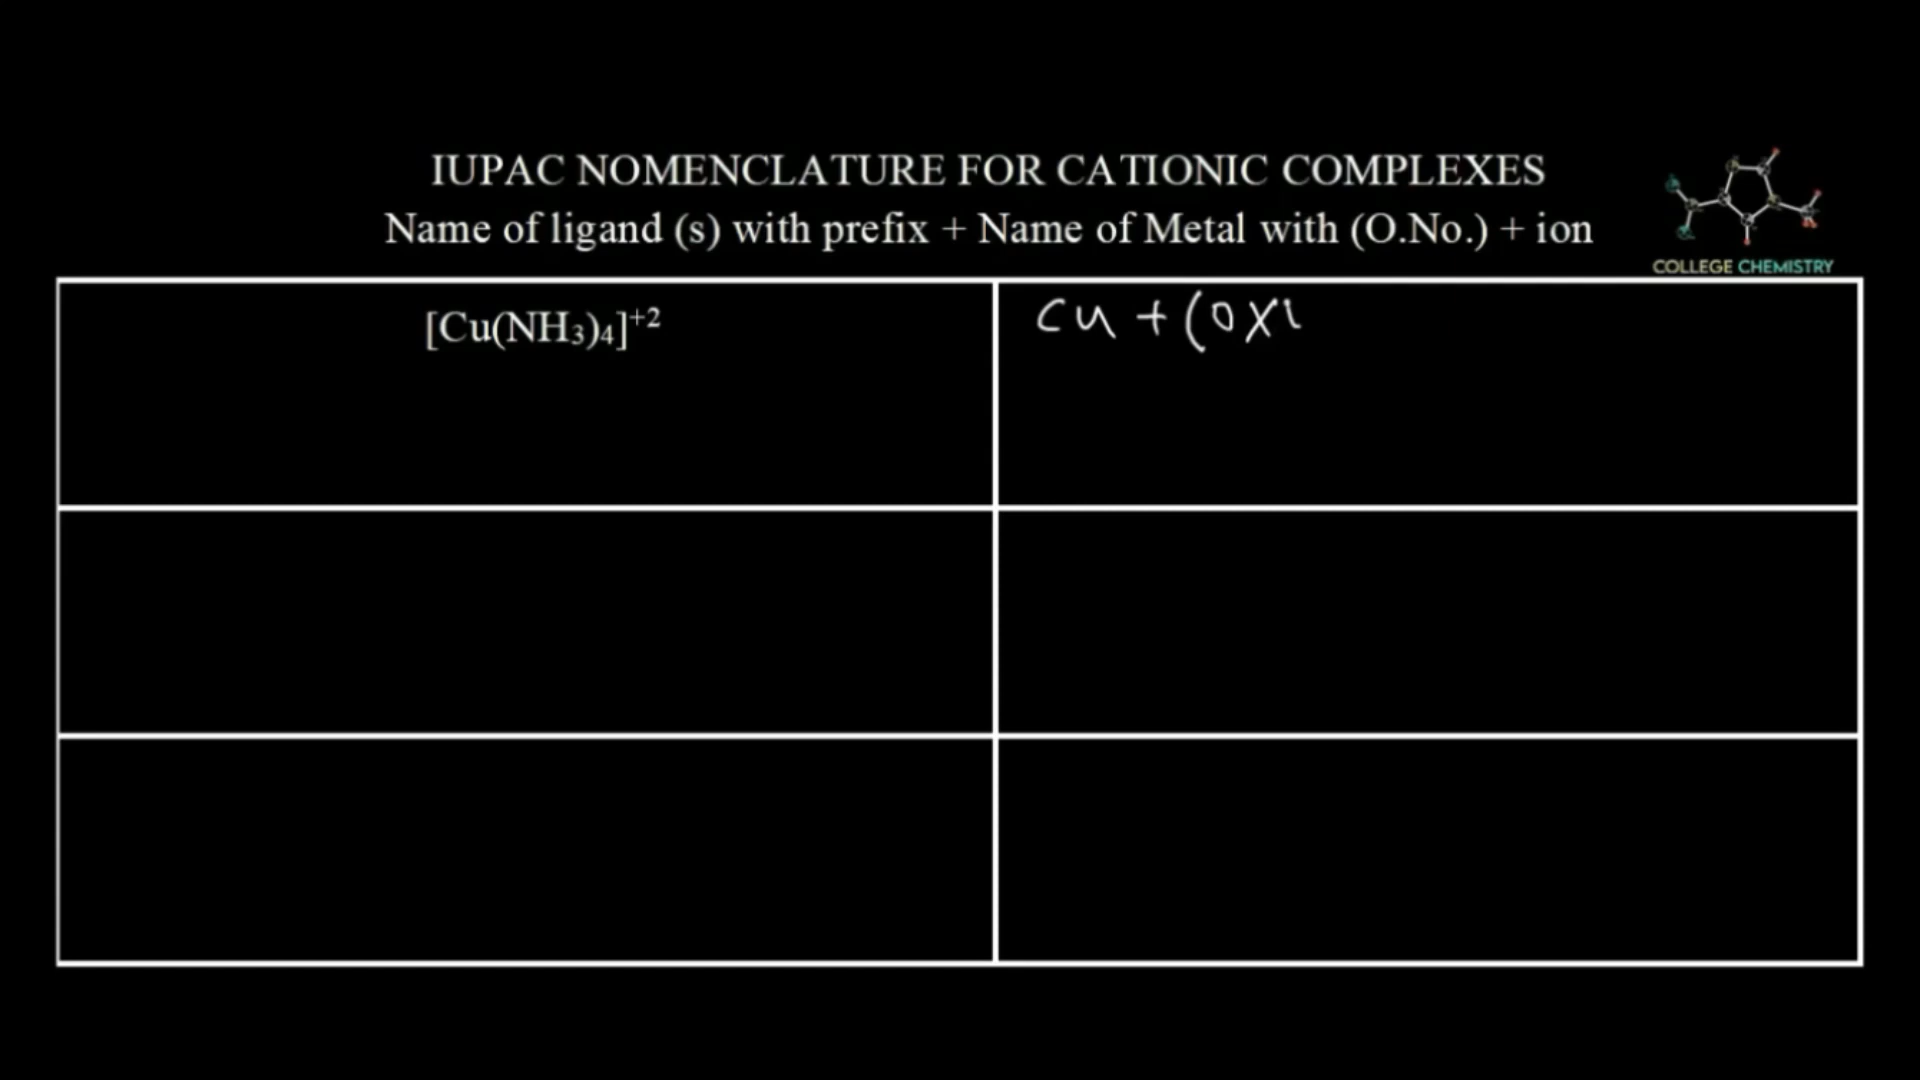 IUPAC NOMENCLATURE FOR CATIONIC COMPLEXES
Name of ligand (s) with prefix + Name of Metal with (O.No.) + ion
COLLEGE CHEMISTRY
[Cu(NH₃)₄]⁺²
Cu + (0x1